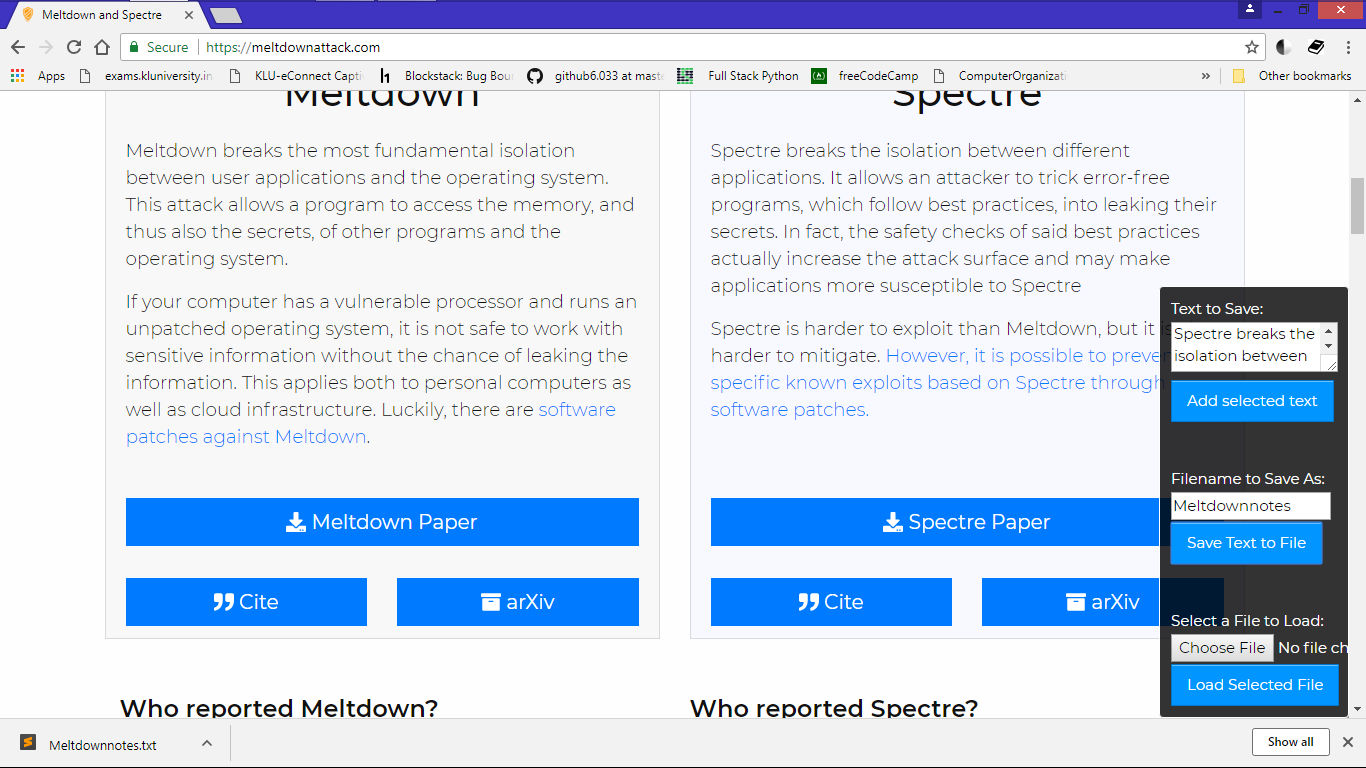 Meltdown and Spectre
Secure
https://meltdownattack.com
Apps
exams.kluniversity.in
KLU-eConnect Capti
Blockstack: Bug Boun
github6.033 at maste
Full Stack Python
freeCodeCamp
ComputerOrganizati
»
Other bookmarks
Meltdown
Meltdown breaks the most fundamental isolation
between user applications and the operating system.
This attack allows a program to access the memory, and
thus also the secrets, of other programs and the
operating system.
If your computer has a vulnerable processor and runs an
unpatched operating system, it is not safe to work with
sensitive information without the chance of leaking the
information. This applies both to personal computers as
well as cloud infrastructure. Luckily, there are software
patches against Meltdown.
Meltdown Paper
Cite
arXiv
Who reported Meltdown?
Spectre
Spectre breaks the isolation between different
applications. It allows an attacker to trick error-free
programs, which follow best practices, into leaking their
secrets. In fact, the safety checks of said best practices
actually increase the attack surface and may make
applications more susceptible to Spectre
Spectre is harder to exploit than Meltdown, but it is
harder to mitigate. However, it is possible to preve
specific known exploits based on Spectre through
software patches.
Spectre Paper
Cite
arXiv
Who reported Spectre?
Text to Save:
Spectre breaks the
isolation between
Add selected text
Filename to Save As:
Meltdownnotes
Save Text to File
Select a File to Load:
Choose File
No file ch
Load Selected File
Meltdownnotes.txt
Show all